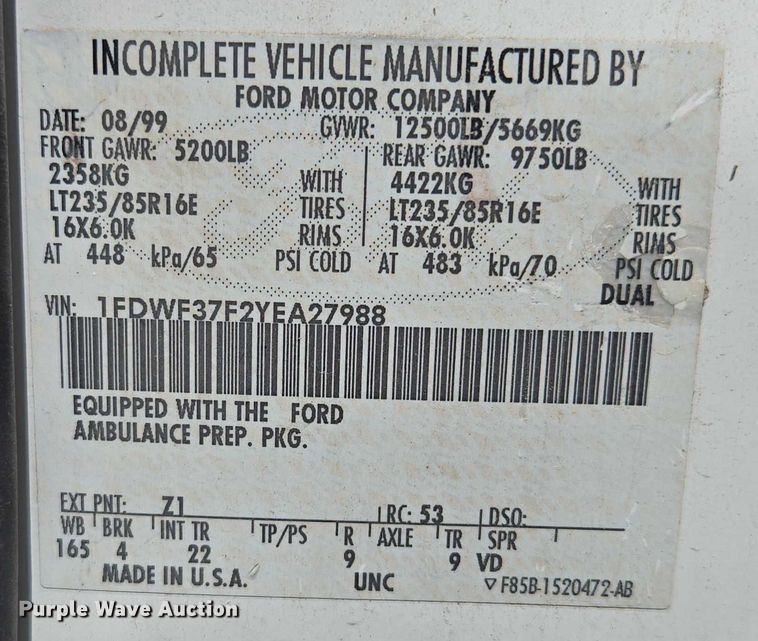 INCOMPLETE VEHICLE MANUFACTURED BY
FORD MOTOR COMPANY
DATE: 08/99 GVWR: 12500LB/5669KG
FRONT GAWR: 5200LB REAR GAWR: 9750LB
2358KG WITH 4422KG WITH
LT235/85R16E TIRES LT235/85R16E TIRES
16X6.0K RIMS 16X6.0K RIMS
AT 448 kPa/65 PSI COLD AT 483 kPa/70 PSI COLD
DUAL
VIN: 1FDWF37F2YEA27988
EQUIPPED WITH THE FORD
AMBULANCE PREP. PKG.
EXT PNT: Z1 RC: 53 DSO:
WB BRK INT TR TP/PS R AXLE TR SPR
165 4 22 9 9 VD
MADE IN U.S.A. UNC F85B-1520472-AB
Purple Wave Auction